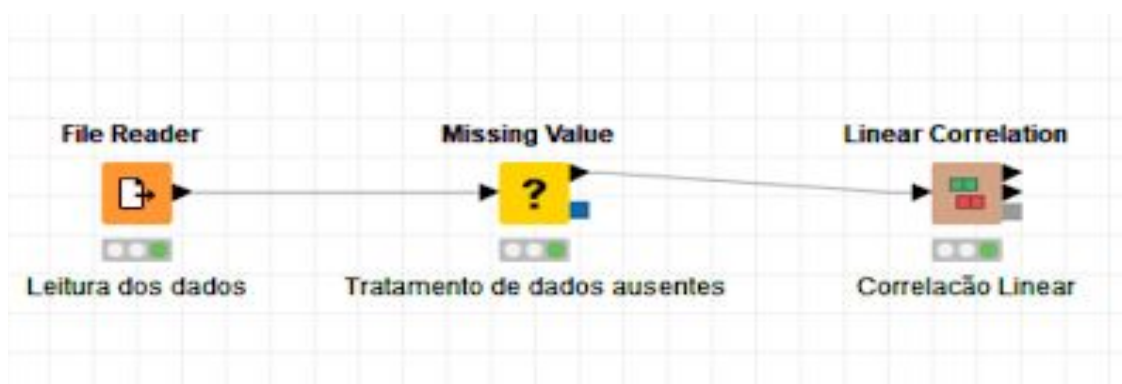 File Reader
Missing Value
Linear Correlation
?
Leitura dos dados
Tratamento de dados ausentes
Correlacão Linear